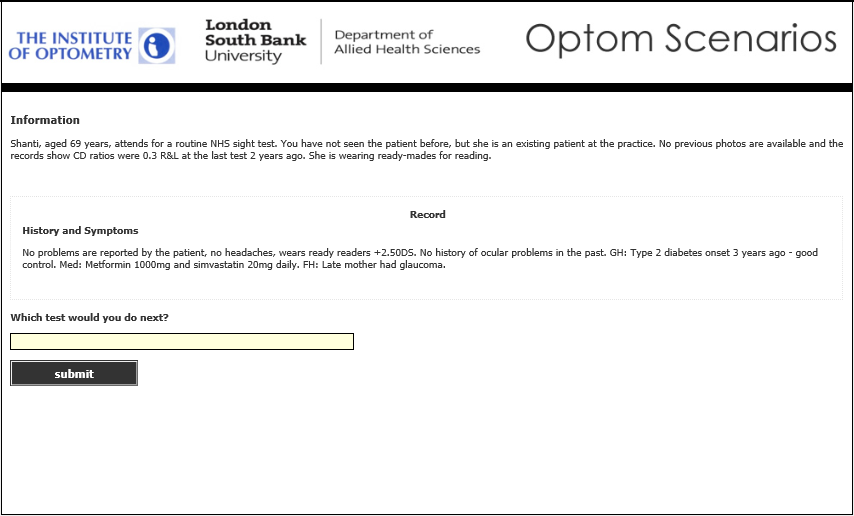 THE INSTITUTE
OF OPTOMETRY
London
South Bank
University
Department of
Allied Health Sciences
Optom Scenarios
Information
Shanti, aged 69 years, attends for a routine NHS sight test. You have not seen the patient before, but she is an existing patient at the practice. No previous photos are available and the
records show CD ratios were 0.3 R&L at the last test 2 years ago. She is wearing ready-mades for reading.
Record
History and Symptoms
No problems are reported by the patient, no headaches, wears ready readers +2.50DS. No history of ocular problems in the past. GH: Type 2 diabetes onset 3 years ago - good
control. Med: Metformin 1000mg and simvastatin 20mg daily. FH: Late mother had glaucoma.
Which test would you do next?
submit